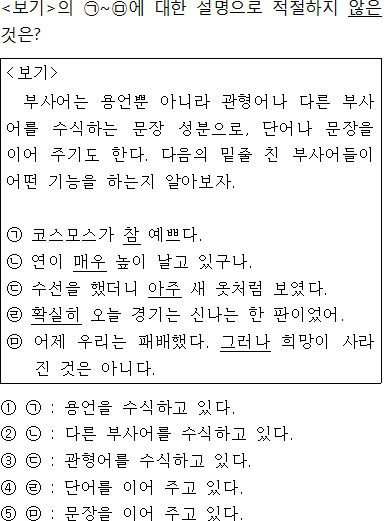 <보기>의 ㉠~㉤에 대한 설명으로 적절하지 않은
것은?
<보기>
부사어는 용언뿐 아니라 관형어나 다른 부사
어를 수식하는 문장 성분으로, 단어나 문장을
이어 주기도 한다. 다음의 밑줄 친 부사어들이
어떤 기능을 하는지 알아보자.
㉠ 코스모스가 참 예쁘다.
㉡ 연이 매우 높이 날고 있구나.
㉢ 수선을 했더니 아주 새 옷처럼 보였다.
㉣ 확실히 오늘 경기는 신나는 한 판이었어.
㉤ 어제 우리는 패배했다. 그러나 희망이 사라
진 것은 아니다.
① ㉠ : 용언을 수식하고 있다.
② ㉡ : 다른 부사어를 수식하고 있다.
③ ㉢ : 관형어를 수식하고 있다.
④ ㉣ : 단어를 이어 주고 있다.
⑤ ㉤ : 문장을 이어 주고 있다.